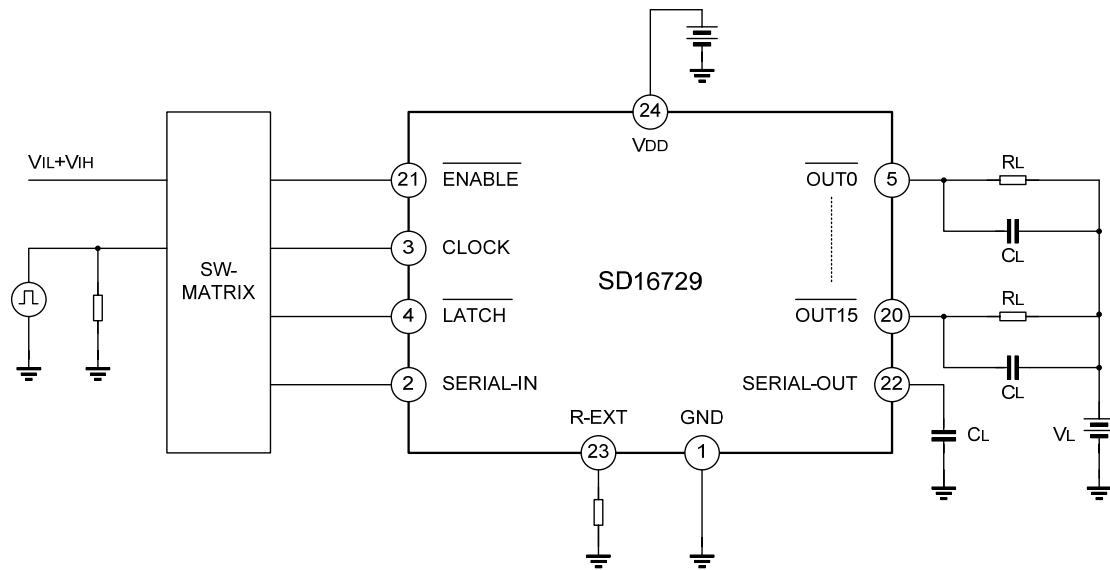 24
VDD
VIL+VIH
21
ENABLE
OUT0
5
RL
CL
3
CLOCK
SW-
MATRIX
SD16729
4
LATCH
OUT15
20
RL
CL
2
SERIAL-IN
SERIAL-OUT
22
R-EXT
GND
23
1
CL
VL